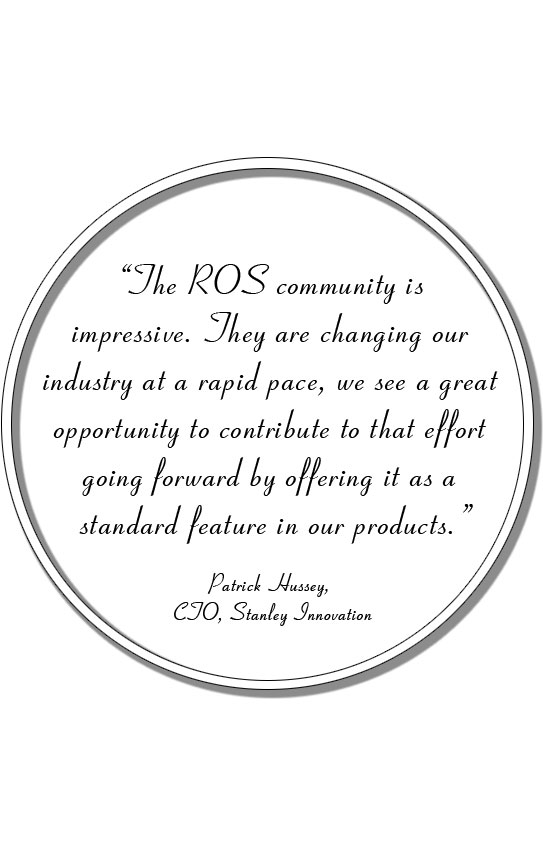 “The ROS community is
impressive. They are changing our
industry at a rapid pace, we see a great
opportunity to contribute to that effort
going forward by offering it as a
standard feature in our products.”
Patrick Hussey,
CTO, Stanley Innovation